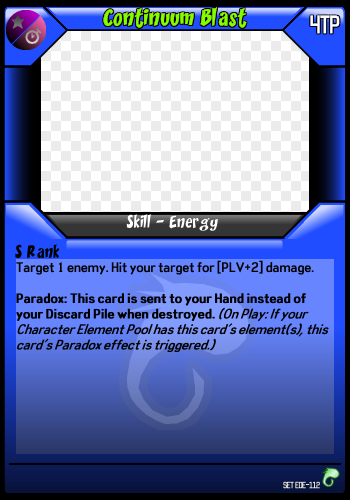 Continuum Blast
4TP
Skill - Energy
S Rank
Target 1 enemy. Hit your target for [PLV+2] damage.
Paradox: This card is sent to your Hand instead of
your Discard Pile when destroyed. (On Play: If your
Character Element Pool has this card's element(s), this
card's Paradox effect is triggered.)
SET EDE-112